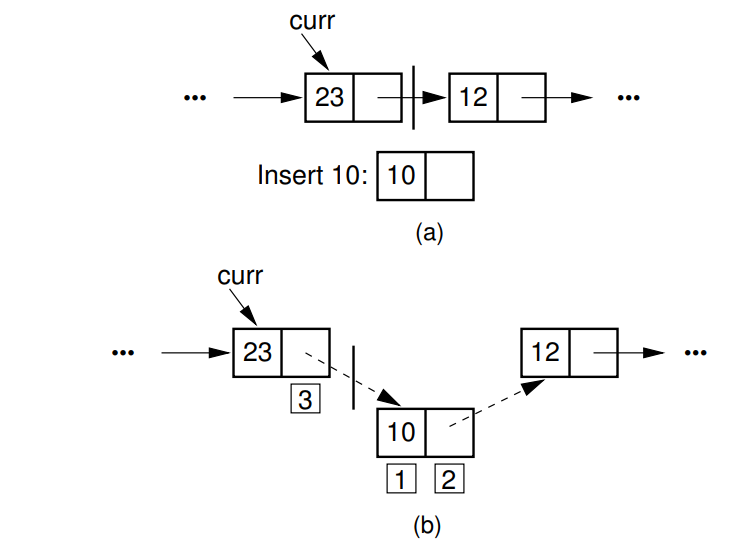 curr
••• 23 12 •••
Insert 10: 10
(a)
curr
••• 23 12 •••
3
10
1 2
(b)